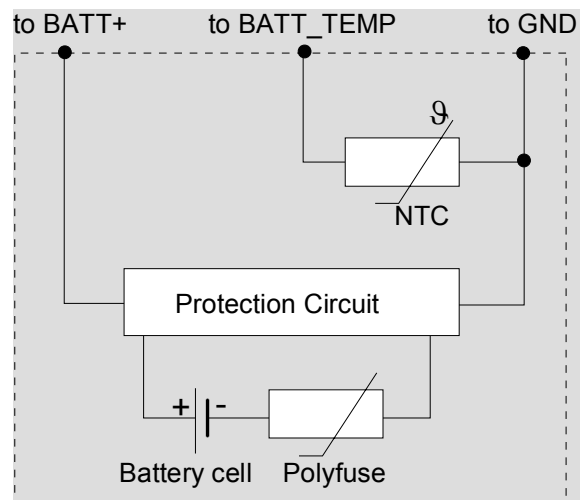 to BATT+ to BATT_TEMP to GND
ϑ
NTC
Protection Circuit
+ -
Battery cell Polyfuse